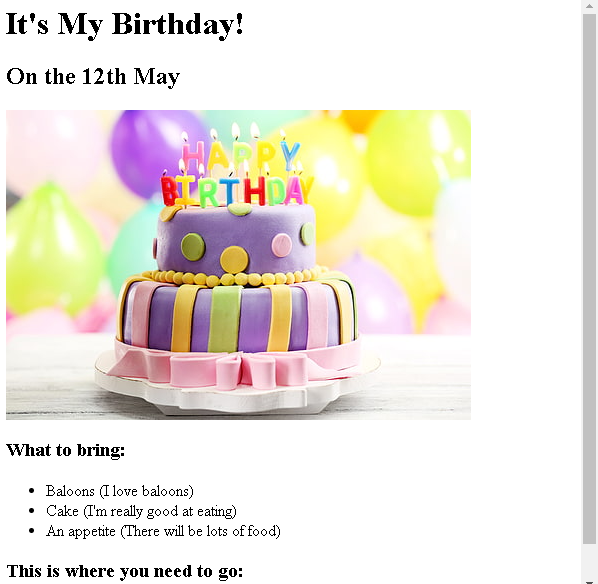 It's My Birthday!
On the 12th May
HAPPY
BIRTHDAY
What to bring:
Baloons (I love baloons)
Cake (I'm really good at eating)
An appetite (There will be lots of food)
This is where you need to go: